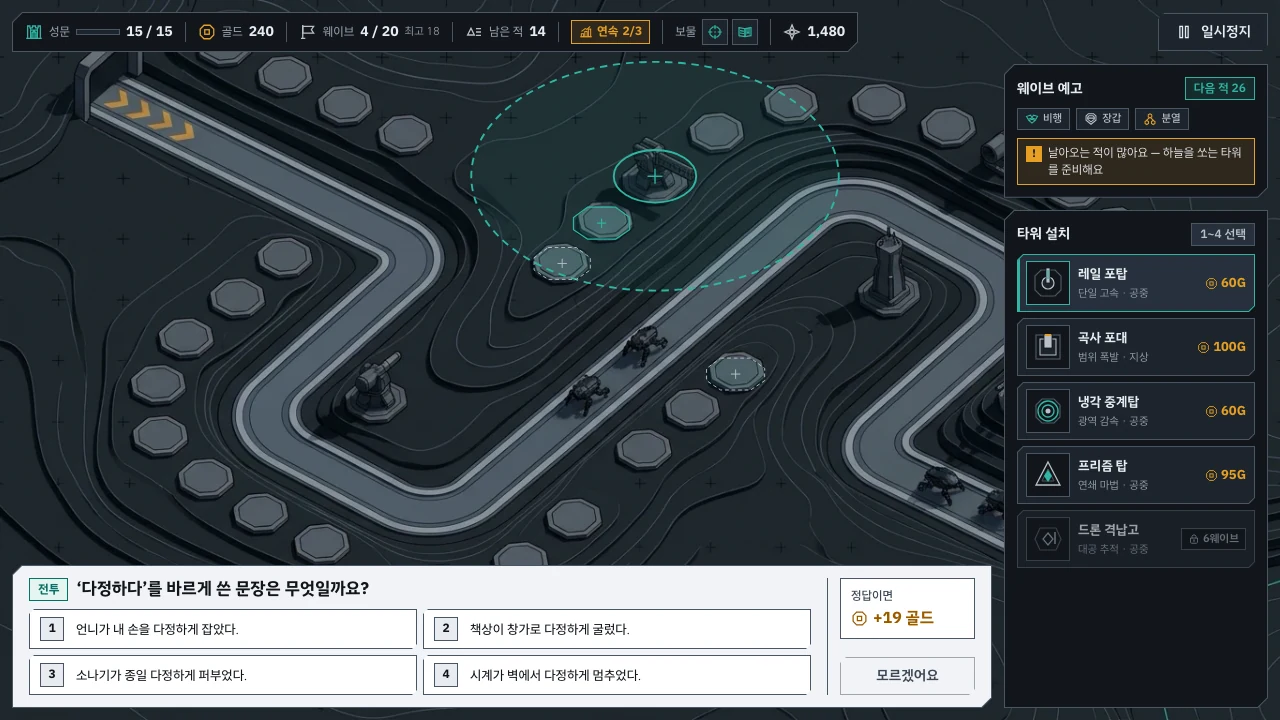 성문 15 / 15 골드 240 웨이브 4 / 20 최고 18 남은 적 14 연속 2/3 보물 1,480
일시정지
웨이브 예고 다음 적 26
비행 장갑 분열
! 날아오는 적이 많아요 — 하늘을 쏘는 타워
를 준비해요
타워 설치 1~4 선택
레일 포탑
단일 고속 · 공중
60G
곡사 포대
범위 폭발 · 지상
100G
냉각 중계탑
광역 감속 · 공중
60G
프리즘 탑
연쇄 마법 · 공중
95G
드론 격납고
대공 추적 · 공중
6웨이브
전투 ‘다정하다’를 바르게 쓴 문장은 무엇일까요?
1 언니가 내 손을 다정하게 잡았다.
2 책상이 창가로 다정하게 굴렀다.
3 소나기가 종일 다정하게 퍼부었다.
4 시계가 벽에서 다정하게 멈추었다.
정답이면
+19 골드
모르겠어요